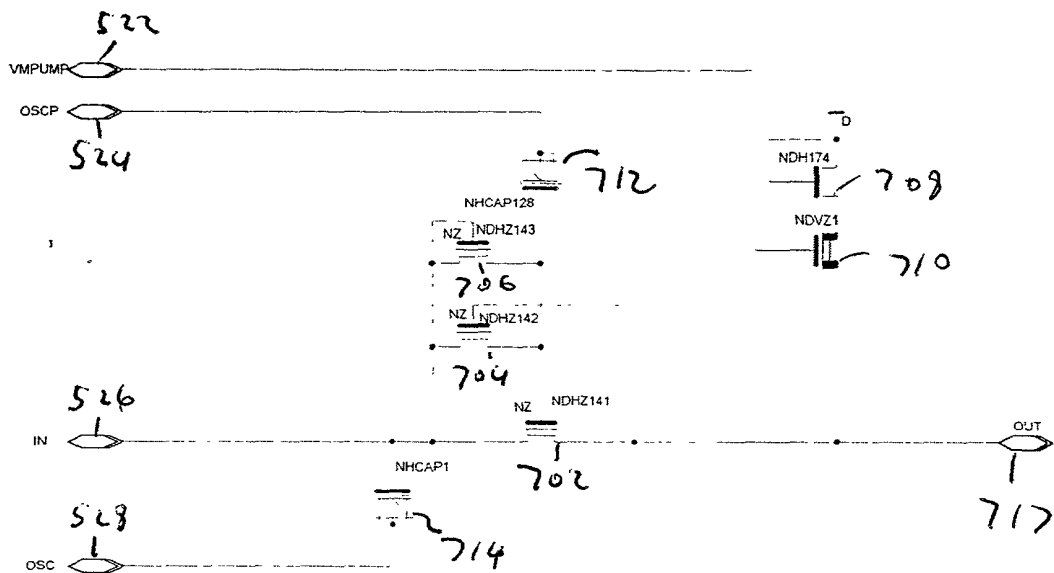 522
VMPUMP
OSCP
524
D
NDH174
708
712
NHCAP128
NDVZ1
NZ NDHZ143
710
706
NZ NDHZ142
704
526
NZ NDHZ141
IN
OUT
NHCAP1
702
528
714
717
OSC